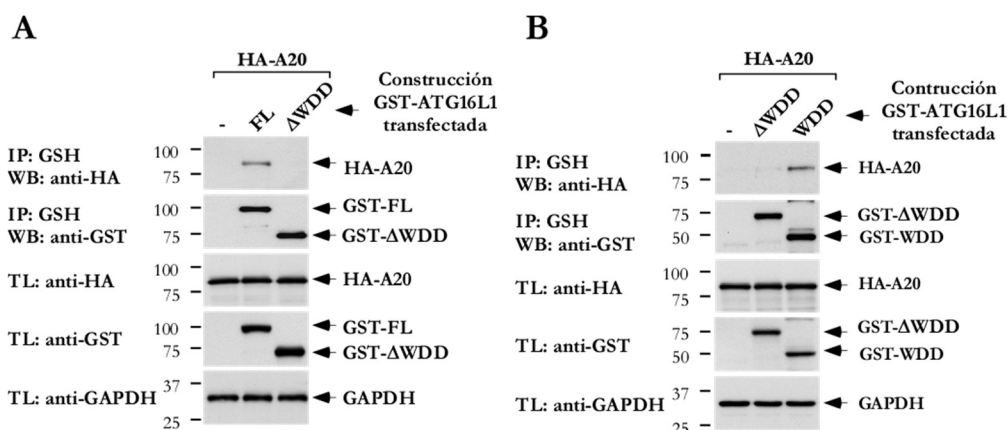 A
HA-A20
Construcción
GST-ATG16L1
transfectada
-
FL
ΔWDD
IP: GSH
WB: anti-HA
100
75
HA-A20
IP: GSH
WB: anti-GST
100
75
GST-FL
GST-ΔWDD
TL: anti-HA
100
75
HA-A20
TL: anti-GST
100
75
GST-FL
GST-ΔWDD
TL: anti-GAPDH
37
25
GAPDH
B
HA-A20
Contrucción
GST-ATG16L1
transfectada
-
ΔWDD
WDD
IP: GSH
WB: anti-HA
100
75
HA-A20
IP: GSH
WB: anti-GST
75
50
GST-ΔWDD
GST-WDD
TL: anti-HA
100
75
HA-A20
TL: anti-GST
75
50
GST-ΔWDD
GST-WDD
TL: anti-GAPDH
37
25
GAPDH